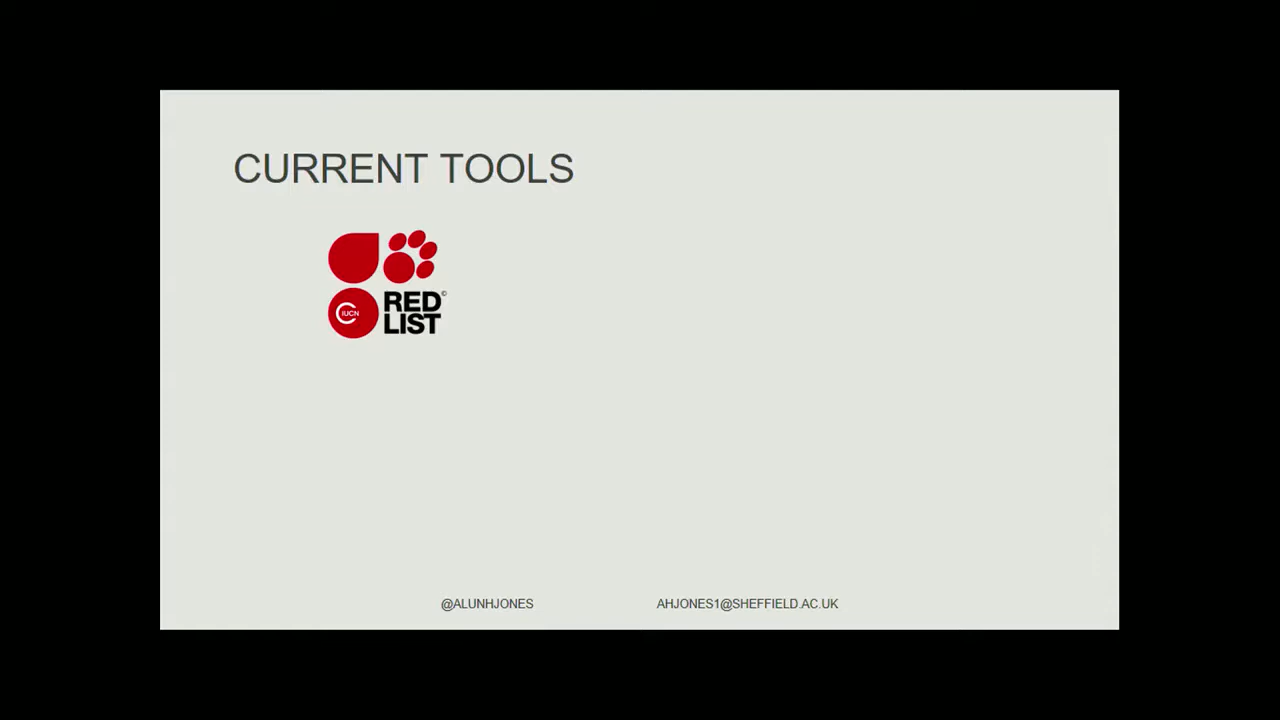 CURRENT TOOLS
IUCN
RED
LIST
©
@ALUNHJONES
AHJONES1@SHEFFIELD.AC.UK